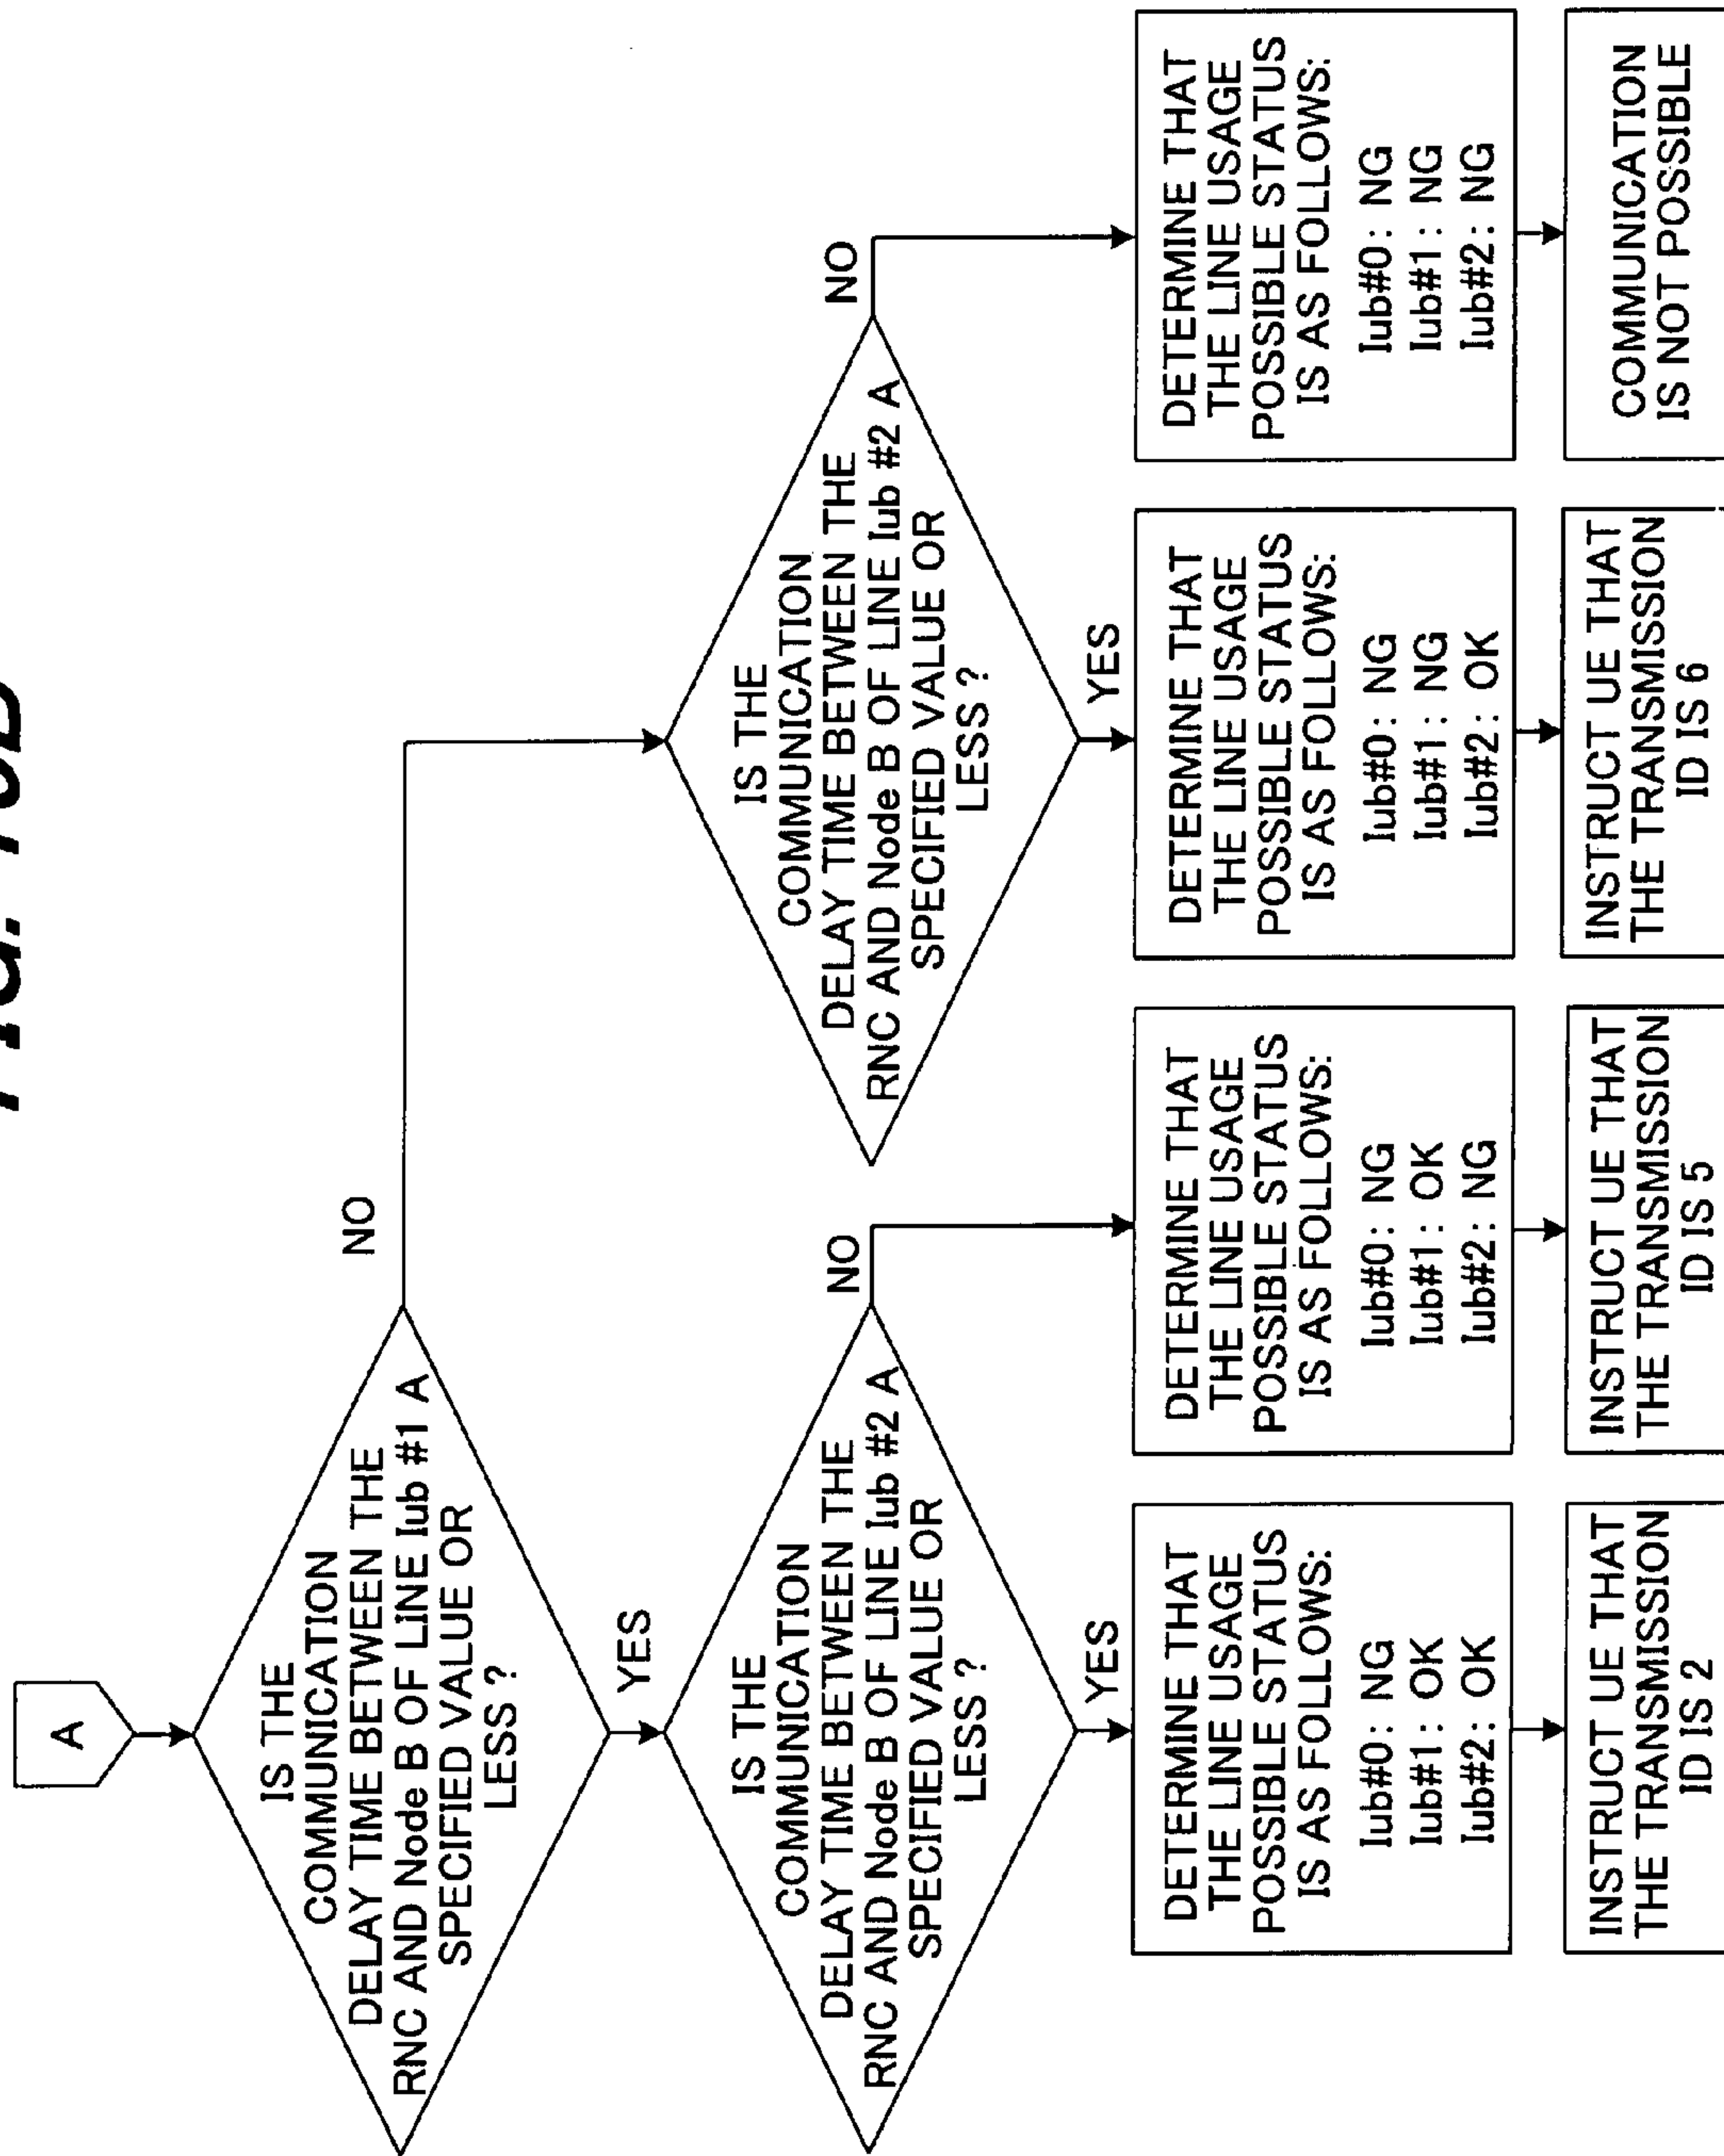 A
IS THE
COMMUNICATION
DELAY TIME BETWEEN THE
RNC AND Node B OF LINE Iub #1 A
SPECIFIED VALUE OR
LESS ?
NO
YES
IS THE
COMMUNICATION
DELAY TIME BETWEEN THE
RNC AND Node B OF LINE Iub #2 A
SPECIFIED VALUE OR
LESS ?
NO
YES
IS THE
COMMUNICATION
DELAY TIME BETWEEN THE
RNC AND Node B OF LINE Iub #2 A
SPECIFIED VALUE OR
LESS ?
NO
YES
DETERMINE THAT
THE LINE USAGE
POSSIBLE STATUS
IS AS FOLLOWS:
Iub#0: NG
Iub#1: OK
Iub#2: OK
DETERMINE THAT
THE LINE USAGE
POSSIBLE STATUS
IS AS FOLLOWS:
Iub#0: NG
Iub#1: OK
Iub#2: NG
DETERMINE THAT
THE LINE USAGE
POSSIBLE STATUS
IS AS FOLLOWS:
Iub#0: NG
Iub#1: NG
Iub#2: OK
DETERMINE THAT
THE LINE USAGE
POSSIBLE STATUS
IS AS FOLLOWS:
Iub#0: NG
Iub#1: NG
Iub#2: NG
INSTRUCT UE THAT
THE TRANSMISSION
ID IS 2
INSTRUCT UE THAT
THE TRANSMISSION
ID IS 5
INSTRUCT UE THAT
THE TRANSMISSION
ID IS 6
COMMUNICATION
IS NOT POSSIBLE